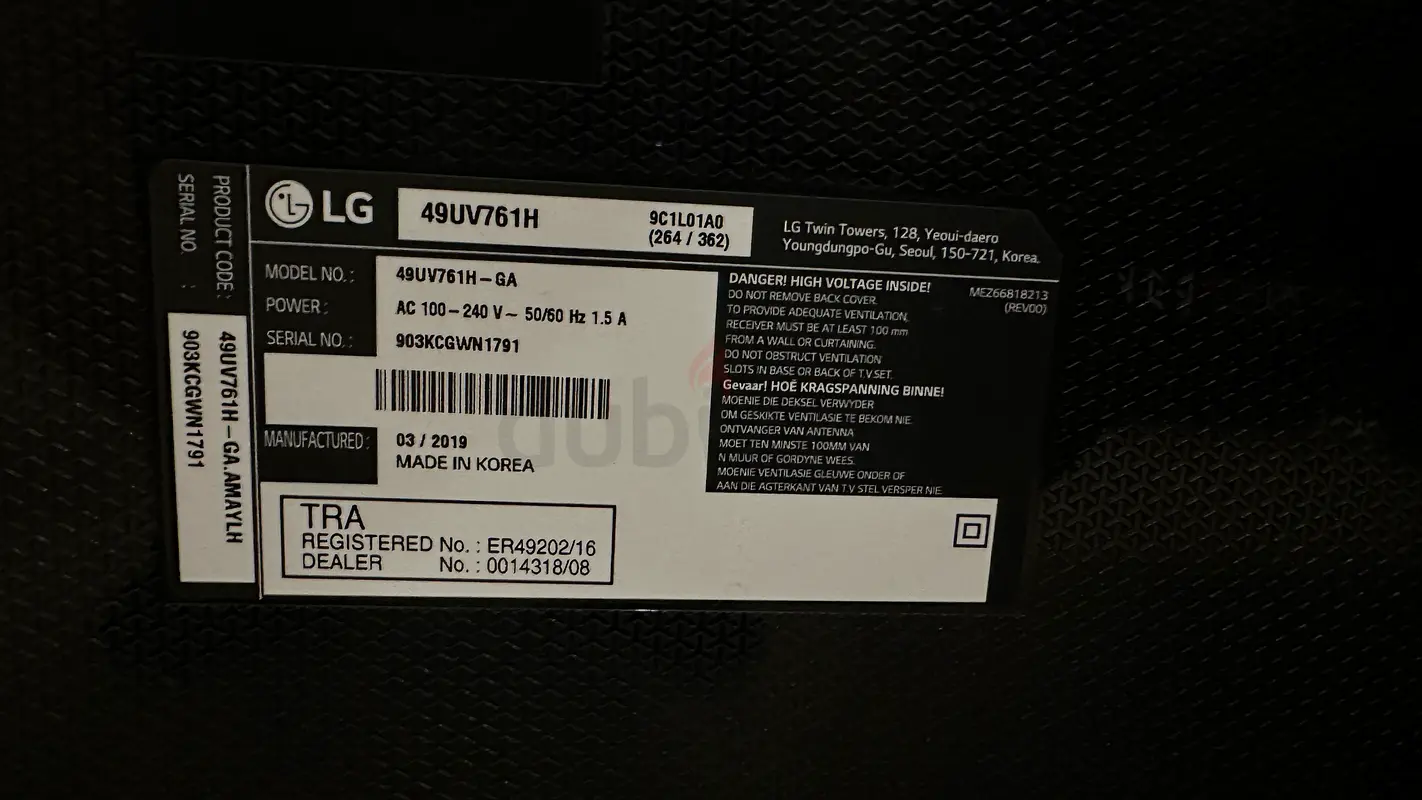 PRODUCT CODE :
SERIAL NO. :
49UV761H-GA.AMAYLH
903KCGWN1791
LG
49UV761H
9C1L01A0
(264 / 362)
LG Twin Towers, 128, Yeoui-daero
Youngdungpo-Gu, Seoul, 150-721, Korea.
MODEL NO. : 49UV761H-GA
POWER : AC 100-240 V~ 50/60 Hz 1.5 A
SERIAL NO. : 903KCGWN1791
MANUFACTURED : 03 / 2019
MADE IN KOREA
DANGER! HIGH VOLTAGE INSIDE!
DO NOT REMOVE BACK COVER.
TO PROVIDE ADEQUATE VENTILATION,
RECEIVER MUST BE AT LEAST 100 mm
FROM A WALL OR CURTAINING.
DO NOT OBSTRUCT VENTILATION
SLOTS IN BASE OR BACK OF T.V SET.
Gevaar! HOË KRAGSPANNING BINNE!
MOENIE DIE DEKSEL VERWYDER
OM GESKIKTE VENTILASIE TE BEKOM NIE.
ONTVANGER VAN ANTENNA
MOET TEN MINSTE 100MM VAN
N MUUR OF GORDYNE WEES.
MOENIE VENTILASIE GLEUWE ONDER OF
AAN DIE AGTERKANT VAN T V STEL VERSPER NIE.
MEZ66818213
(REV00)
TRA
REGISTERED No. : ER49202/16
DEALER No. : 0014318/08
dubi